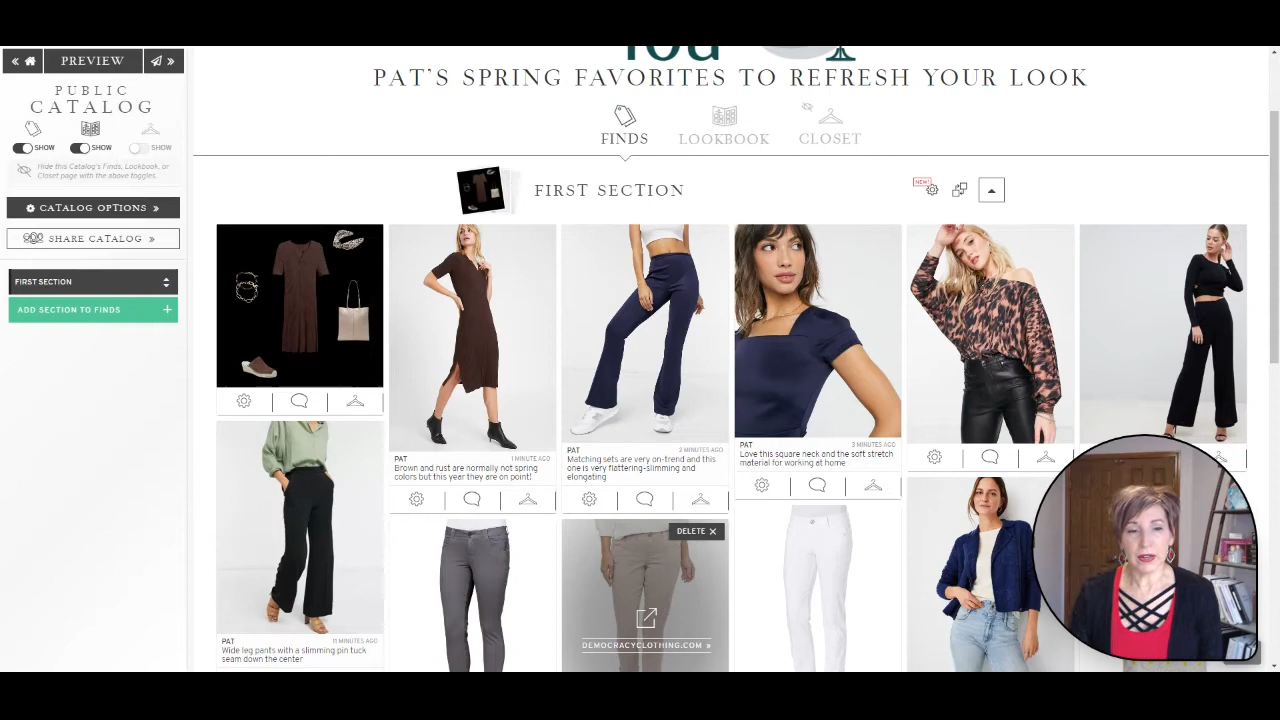 You
PAT'S SPRING FAVORITES TO REFRESH YOUR LOOK
« PREVIEW »
PUBLIC
CATALOG
SHOW SHOW SHOW
Hide this Catalog's Finds, Lookbook, or
Closet page with the above toggles.
CATALOG OPTIONS »
SHARE CATALOG »
FIRST SECTION
ADD SECTION TO FINDS +
FINDS LOOKBOOK CLOSET
FIRST SECTION
NEW!
PAT 1 MINUTE AGO
Brown and rust are normally not spring
colors but this year they are on point!
PAT 2 MINUTES AGO
Matching sets are very on-trend and this
one is very flattering-slimming and
elongating
PAT 3 MINUTES AGO
Love this square neck and the soft stretch
material for working at home
DELETE X
DEMOCRACYCLOTHING.COM »
PAT 11 MINUTES AGO
Wide leg pants with a slimming pin tuck
seam down the center